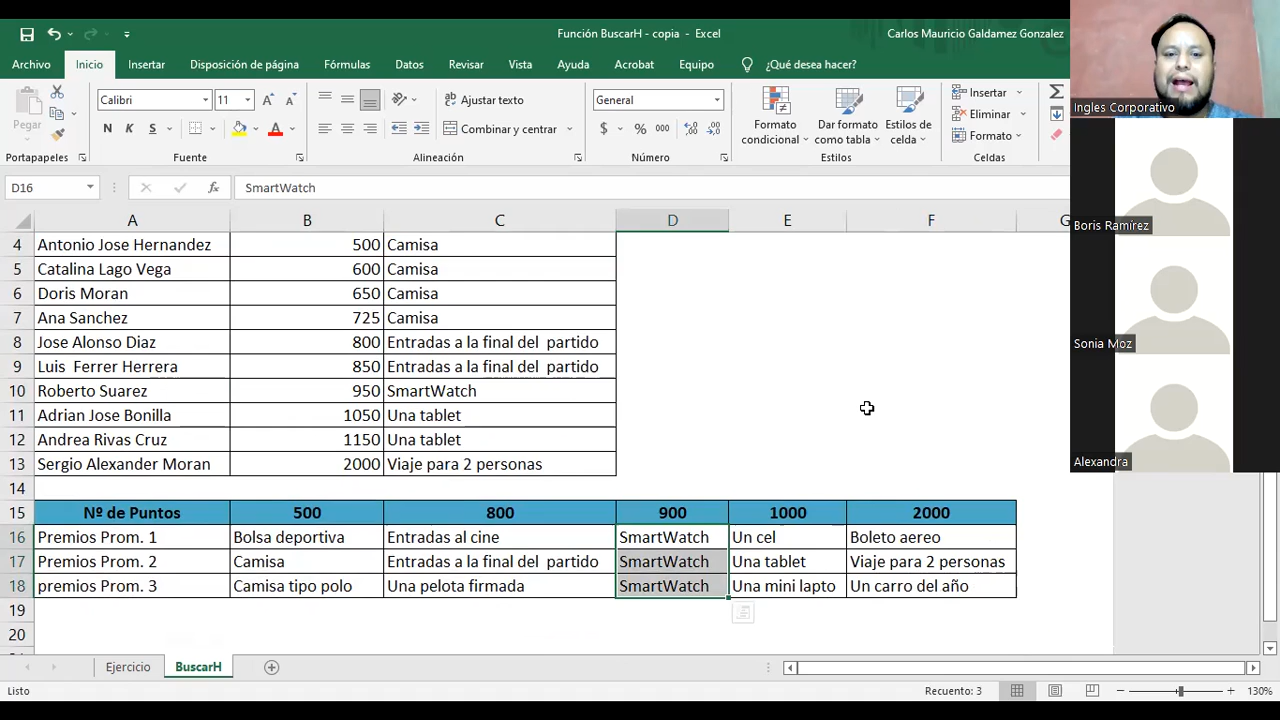 Función BuscarH - copia - Excel
Carlos Mauricio Galdamez Gonzalez
Archivo Inicio Insertar Disposición de página Fórmulas Datos Revisar Vista Ayuda Acrobat Equipo ¿Qué desea hacer?
Pegar
Calibri 11
N K S
Ajustar texto
Combinar y centrar
General
$ % 000
Formato condicional
Dar formato como tabla
Estilos de celda
Insertar
Eliminar
Formato
Portapapeles Fuente Alineación Número Estilos Celdas
D16 fx SmartWatch
A B C D E F G
4 Antonio Jose Hernandez 500 Camisa
5 Catalina Lago Vega 600 Camisa
6 Doris Moran 650 Camisa
7 Ana Sanchez 725 Camisa
8 Jose Alonso Diaz 800 Entradas a la final del partido
9 Luis Ferrer Herrera 850 Entradas a la final del partido
10 Roberto Suarez 950 SmartWatch
11 Adrian Jose Bonilla 1050 Una tablet
12 Andrea Rivas Cruz 1150 Una tablet
13 Sergio Alexander Moran 2000 Viaje para 2 personas
14
15 Nº de Puntos 500 800 900 1000 2000
16 Premios Prom. 1 Bolsa deportiva Entradas al cine SmartWatch Un cel Boleto aereo
17 Premios Prom. 2 Camisa Entradas a la final del partido SmartWatch Una tablet Viaje para 2 personas
18 premios Prom. 3 Camisa tipo polo Una pelota firmada SmartWatch Una mini lapto Un carro del año
19
20
Ejercicio BuscarH
Listo
Recuento: 3
130%
Ingles Corporativo
Boris Ramírez
Sonia Moz
Alexandra